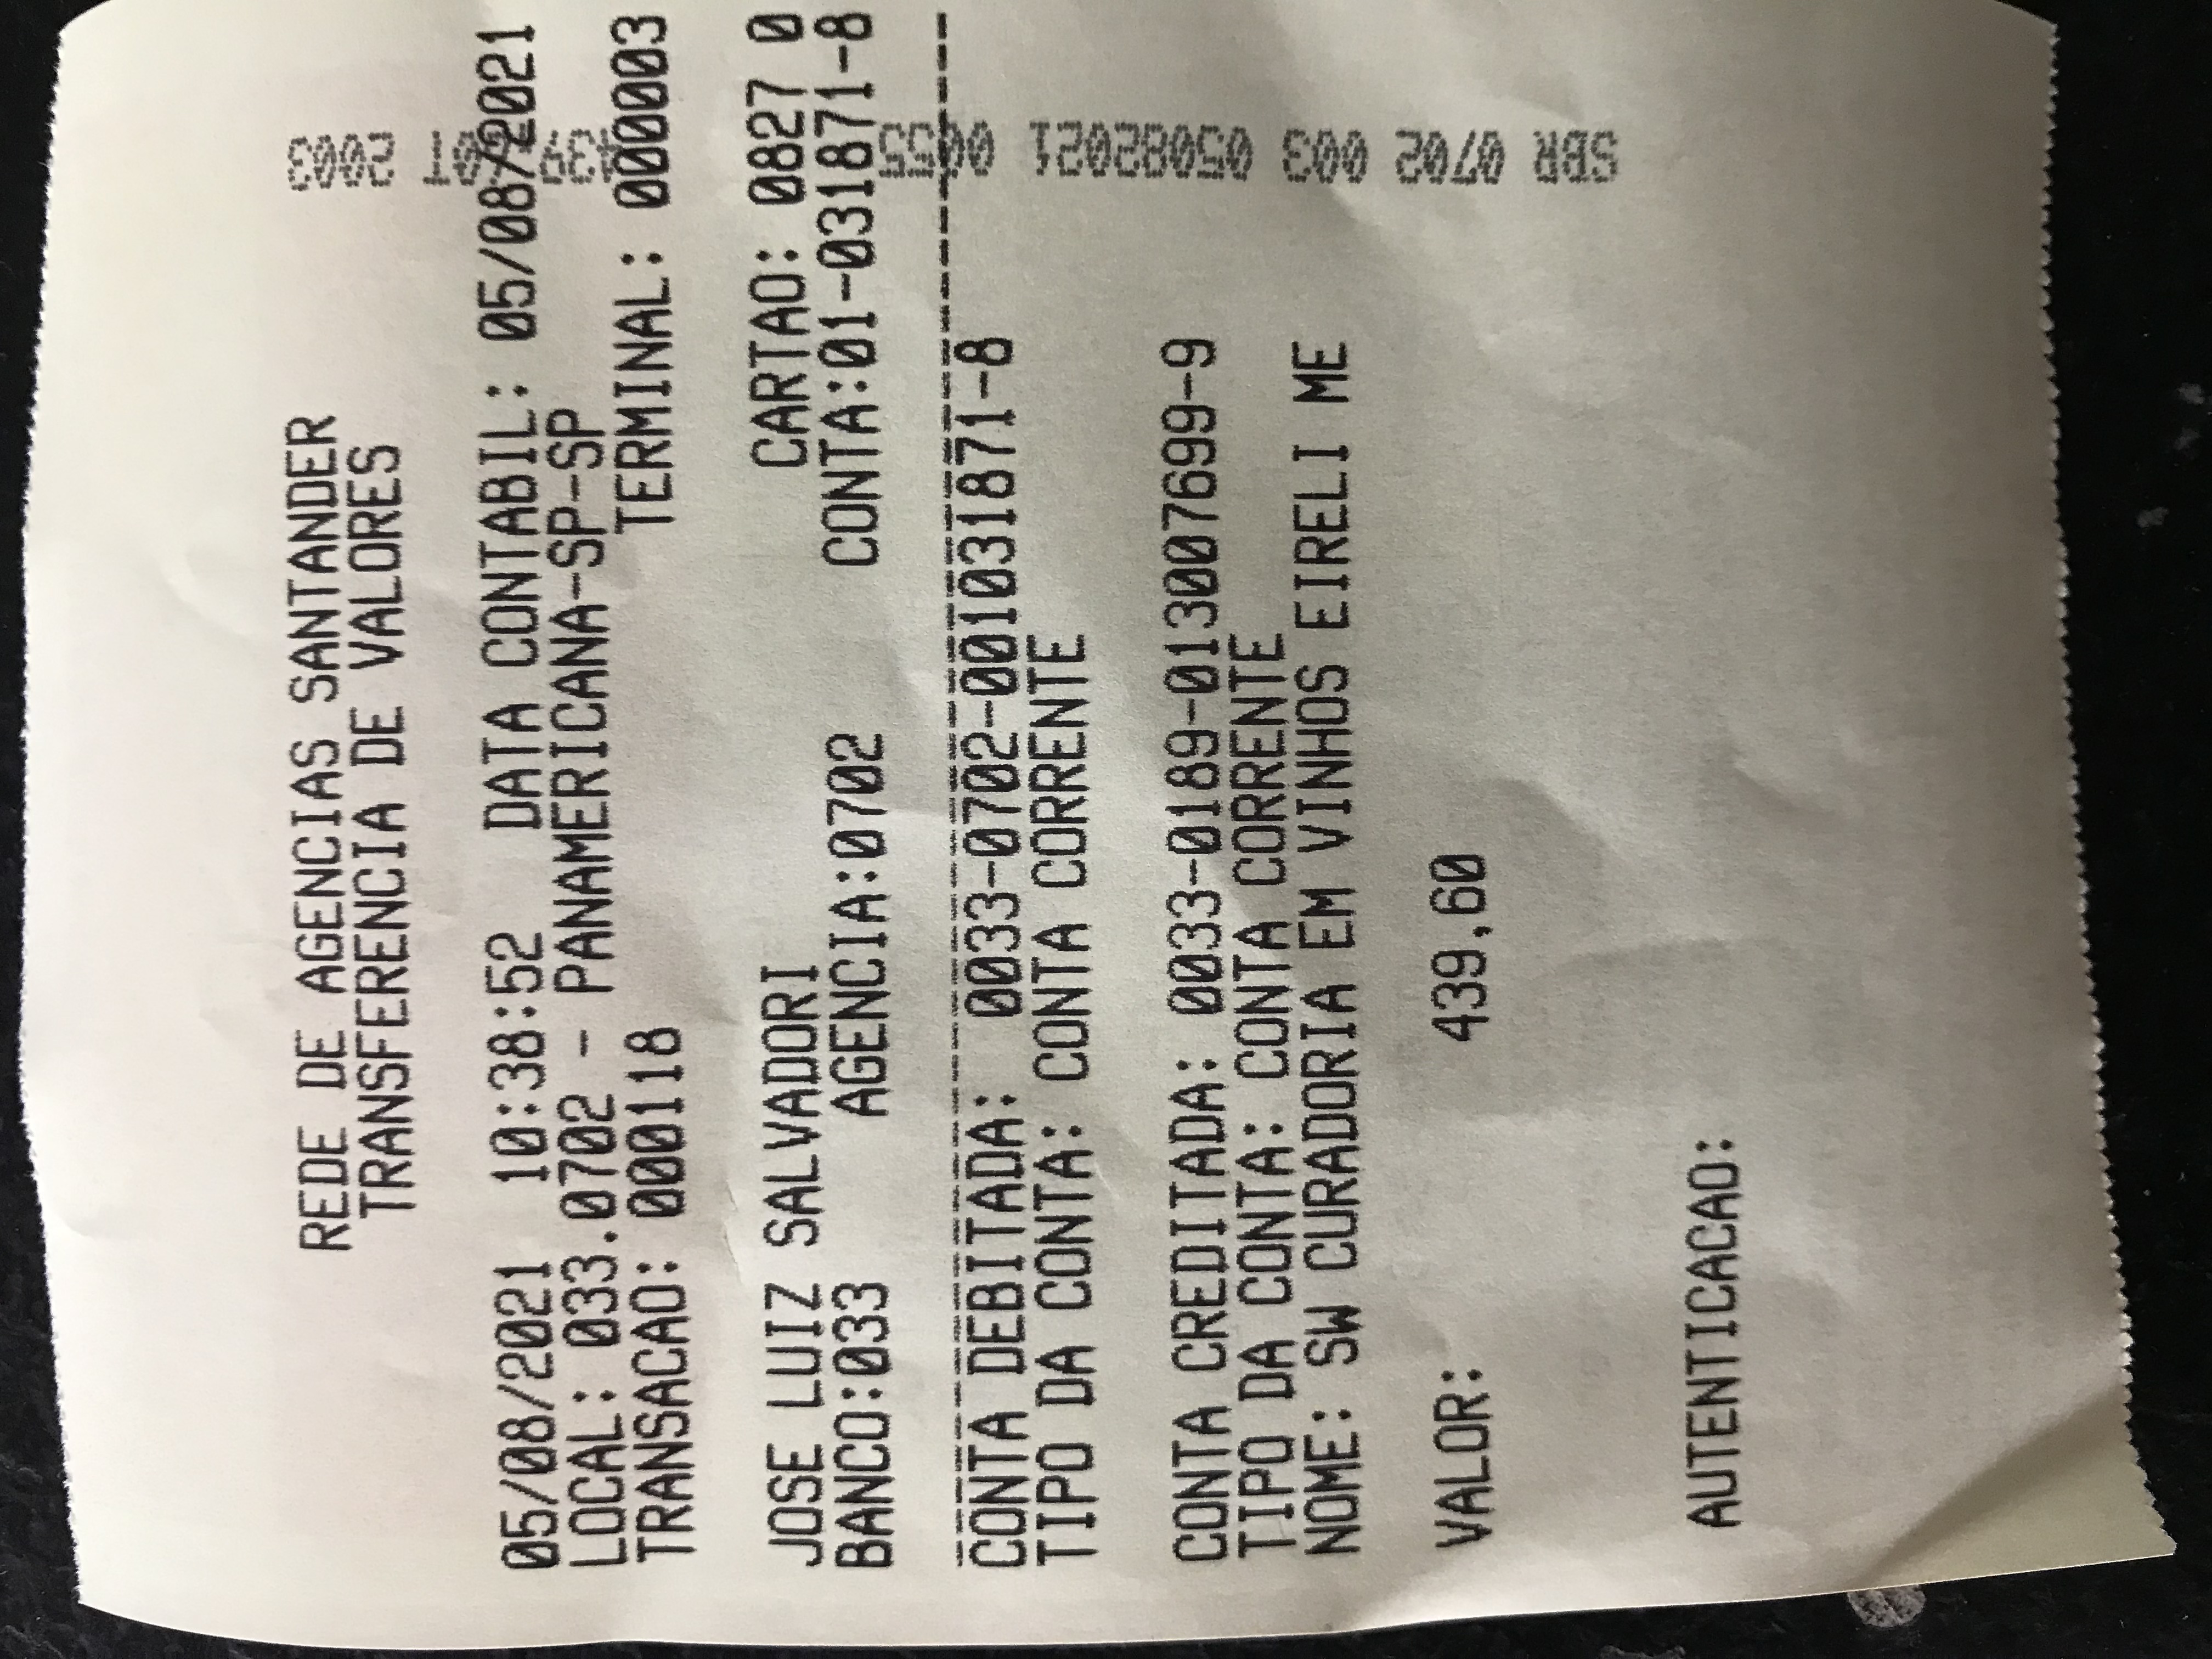 REDE DE AGENCIAS SANTANDER
TRANSFERENCIA DE VALORES
05/08/2021 10:38:52 DATA CONTABIL: 05/08/2021
LOCAL: 033.0702 - PANAMERICANA-SP-SP
TRANSACAO: 000118 TERMINAL: 000003
JOSE LUIZ SALVADORI CARTAO: 0827 0
BANCO:033 AGENCIA:0702 CONTA:01-031871-8
CONTA DEBITADA: 0033-0702-001031871-8
TIPO DA CONTA: CONTA CORRENTE
CONTA CREDITADA: 0033-0189-013007699-9
TIPO DA CONTA: CONTA CORRENTE
NOME: SW CURADORIA EM VINHOS EIRELI ME
VALOR: 439,60
AUTENTICACAO:
SBR 0702 003 05082021 0055 2003